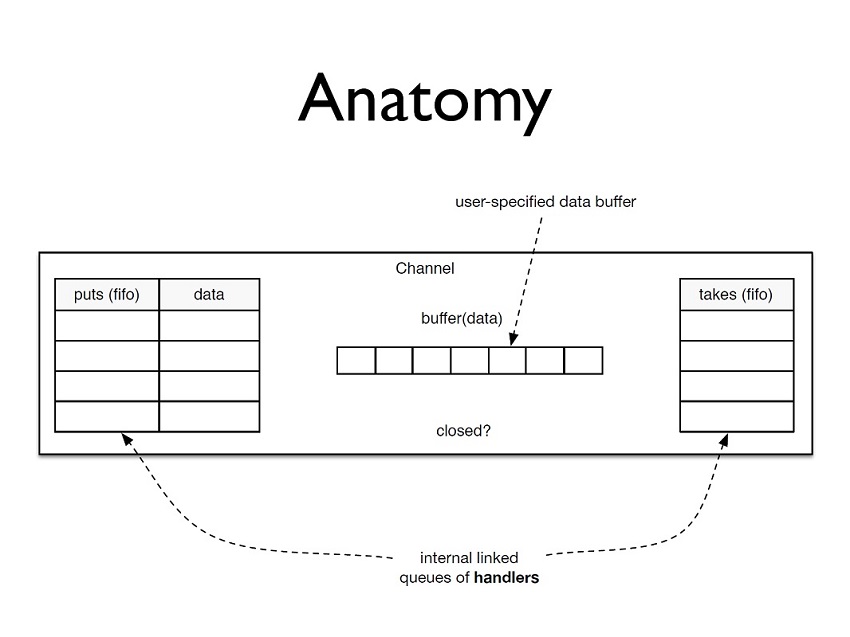 Anatomy
user-specified data buffer
Channel
puts (fifo) data
takes (fifo)
buffer(data)
closed?
internal linked
queues of handlers